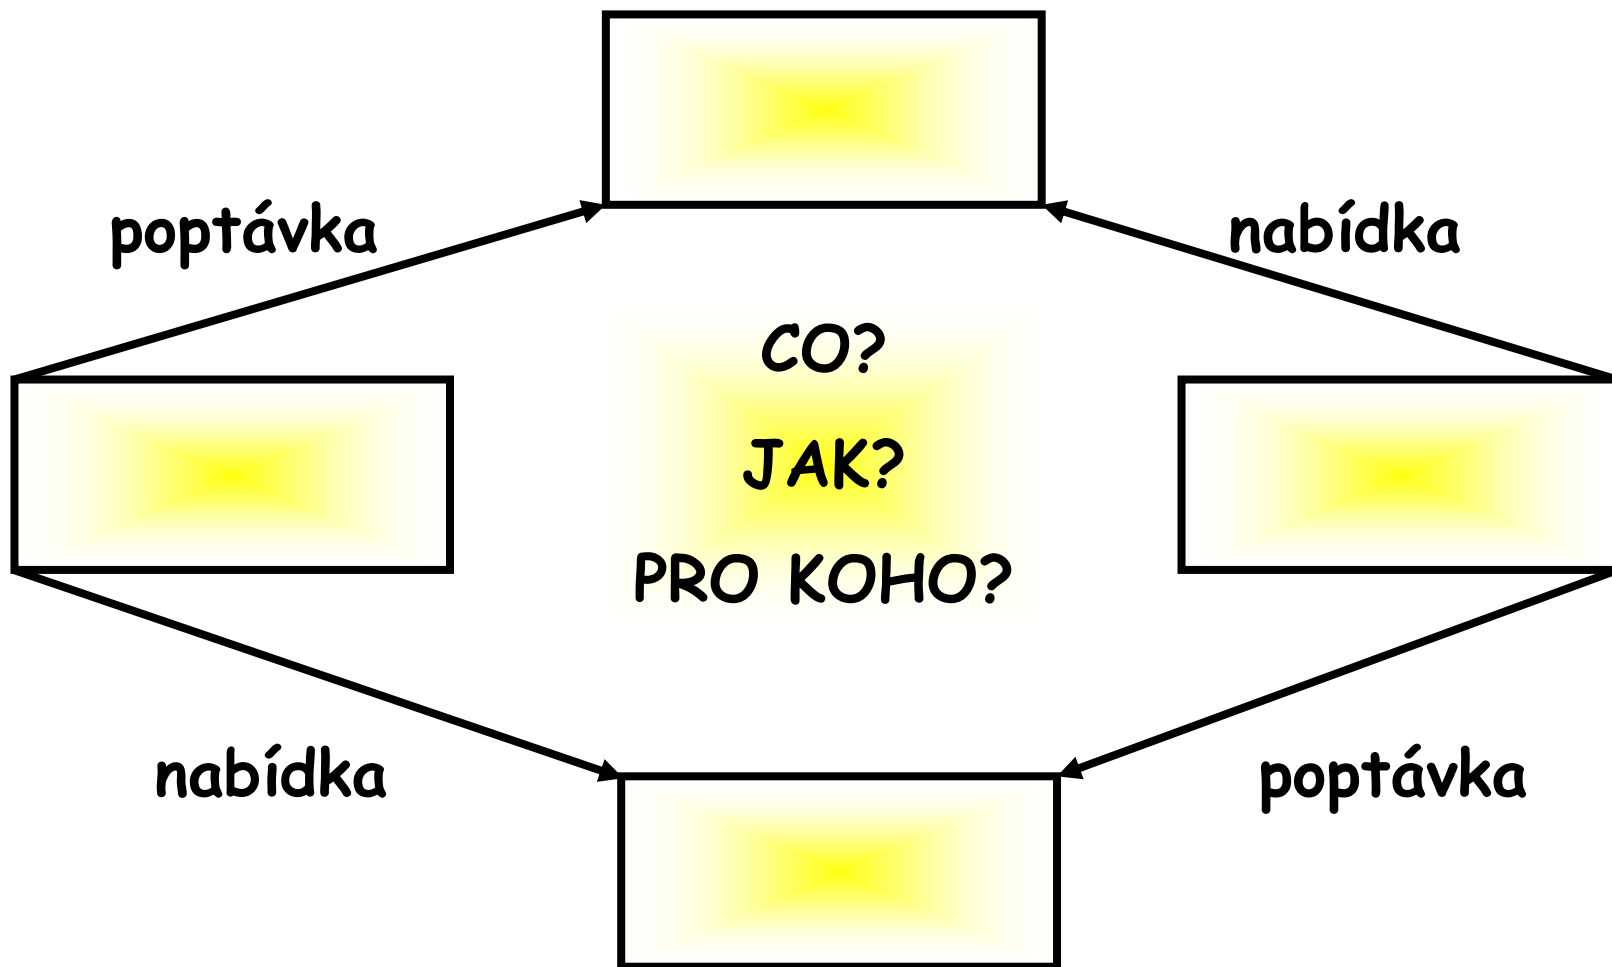 poptávka
nabídka
CO?
JAK?
PRO KOHO?
nabídka
poptávka